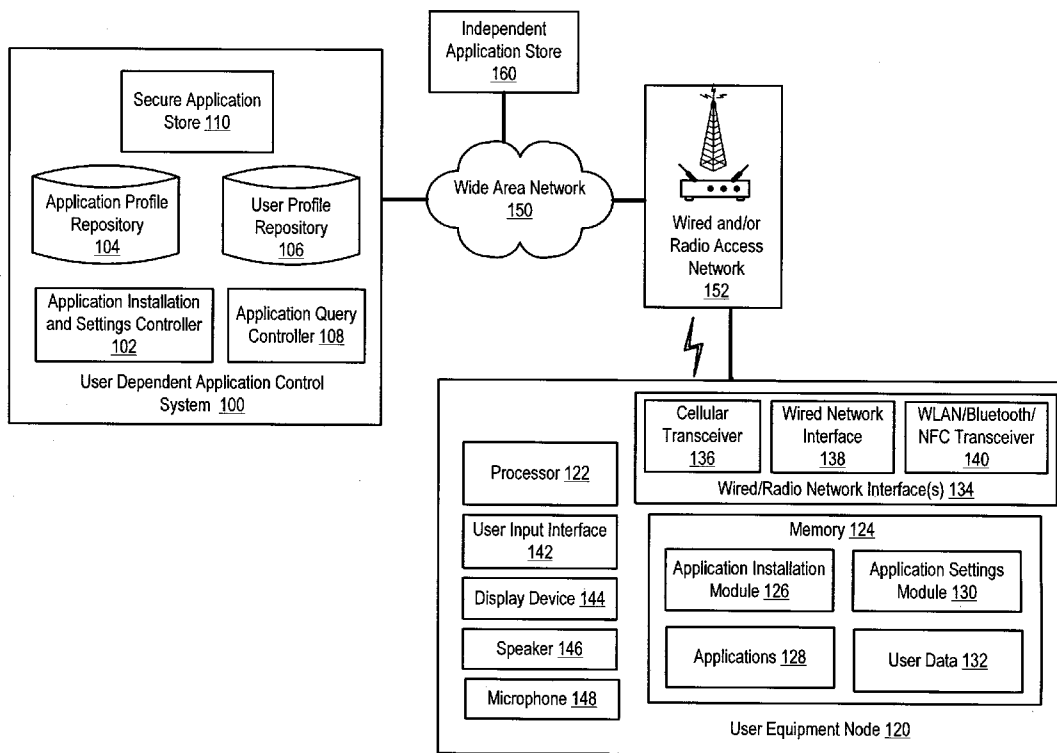 Independent
Application Store
160
Secure Application
Store 110
Application Profile
Repository
104
User Profile
Repository
106
Application Installation
and Settings Controller
102
Application Query
Controller 108
User Dependent Application Control
System 100
Wide Area Network
150
Wired and/or
Radio Access
Network
152
Cellular
Transceiver
136
Wired Network
Interface
138
WLAN/Bluetooth/
NFC Transceiver
140
Wired/Radio Network Interface(s) 134
Processor 122
User Input Interface
142
Display Device 144
Speaker 146
Microphone 148
Memory 124
Application Installation
Module 126
Application Settings
Module 130
Applications 128
User Data 132
User Equipment Node 120